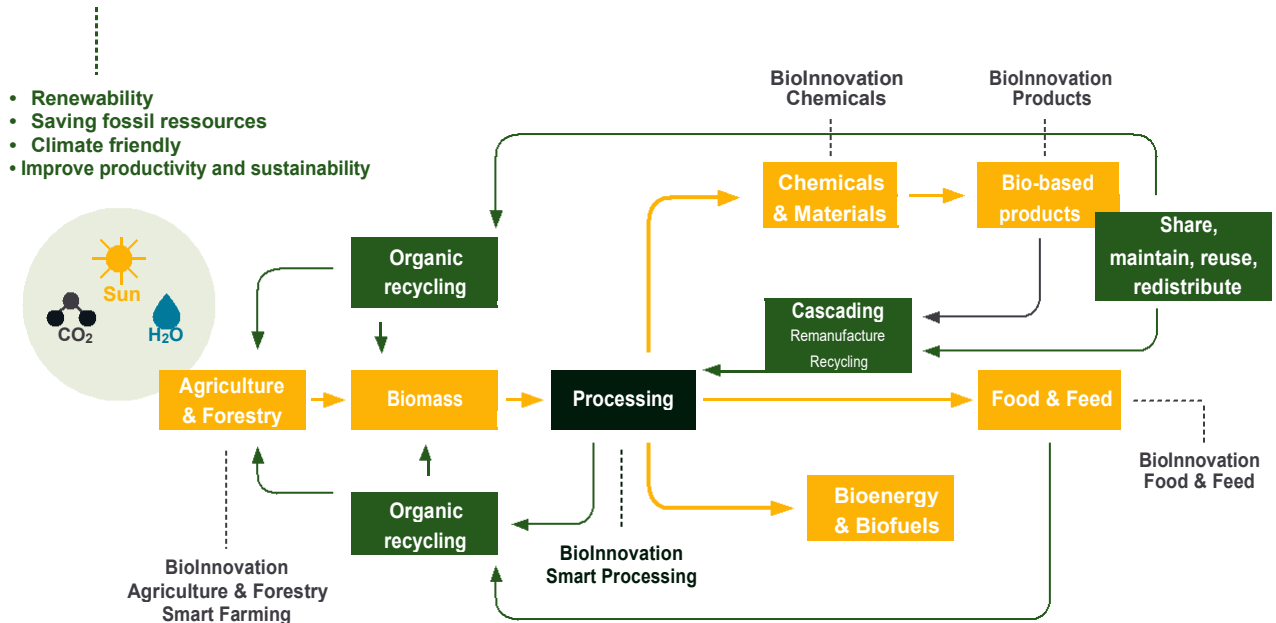 • Renewability
• Saving fossil ressources
• Climate friendly
• Improve productivity and sustainability
BioInnovation
Chemicals
BioInnovation
Products
Chemicals
& Materials
Bio-based
products
Share,
maintain, reuse,
redistribute
Organic
recycling
Sun
CO₂
H₂O
Cascading
Remanufacture
Recycling
Agriculture
& Forestry
Biomass
Processing
Food & Feed
BioInnovation
Food & Feed
Organic
recycling
Bioenergy
& Biofuels
BioInnovation
Smart Processing
BioInnovation
Agriculture & Forestry
Smart Farming